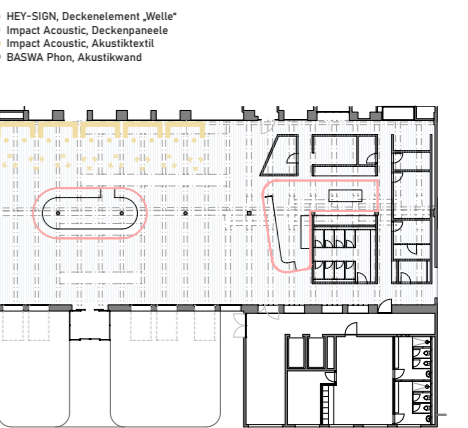 HEY-SIGN, Deckenelement „Welle“
Impact Acoustic, Deckenpaneele
Impact Acoustic, Akustiktextil
BASWA Phon, Akustikwand